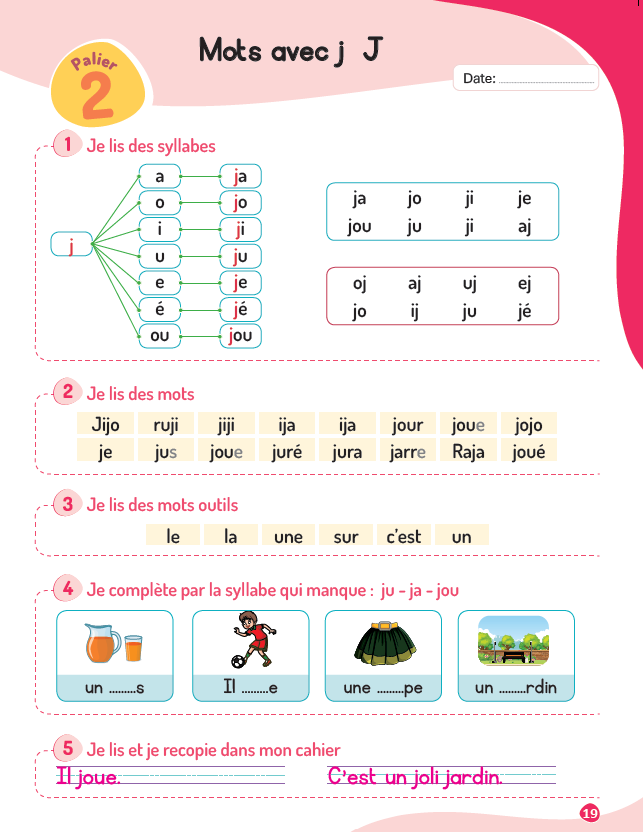 Mots avec j J
Palier
2
Date: ..............................
1 Je lis des syllabes
j
a ja
o jo
i ji
u ju
e je
é jé
ou jou
ja jo ji je
jou ju ji aj
oj aj uj ej
jo ij ju jé
2 Je lis des mots
Jijo ruji jiji ija ija jour joue jojo
je jus joue juré jura jarre Raja joué
3 Je lis des mots outils
le la une sur c'est un
4 Je complète par la syllabe qui manque : ju - ja - jou
un .........s Il .........e une .........pe un .........rdin
5 Je lis et je recopie dans mon cahier
Il joue. C'est un joli jardin.
19